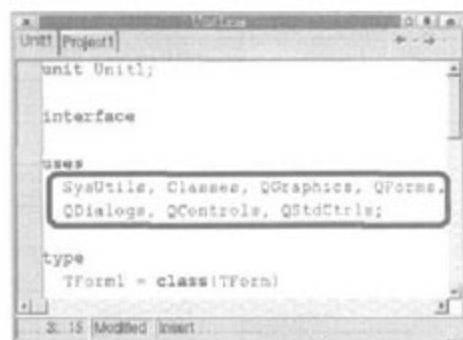 Unit1 Project1
unit Unit1;
interface
uses
SysUtils, Classes, QGraphics, QForms,
QDialogs, QControls, QStdCtrls;
type
TForm1 = class(TForm)
3: 15 Modified Insert